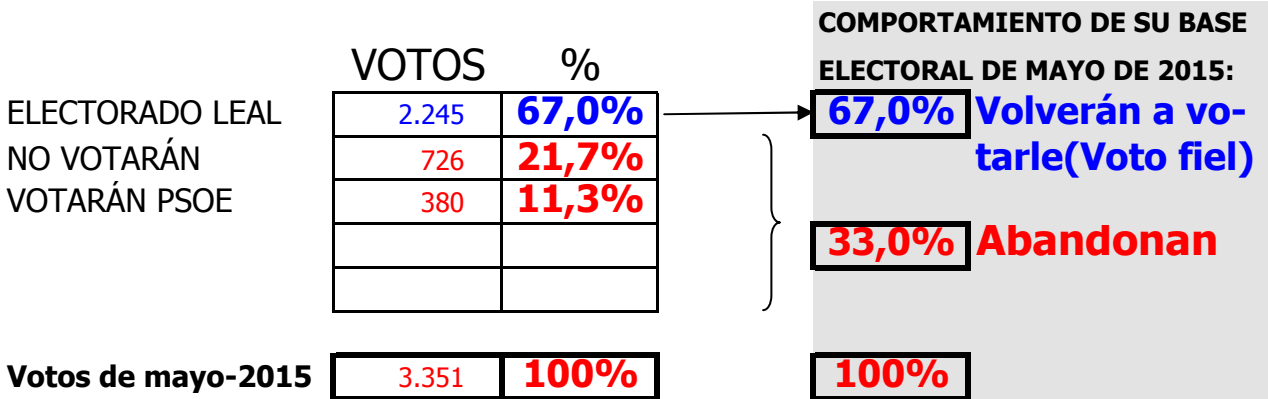 COMPORTAMIENTO DE SU BASE
VOTOS % ELECTORAL DE MAYO DE 2015:
ELECTORADO LEAL 2.245 67,0% 67,0% Volverán a vo-
NO VOTARÁN 726 21,7% tarle(Voto fiel)
VOTARÁN PSOE 380 11,3%
33,0% Abandonan
Votos de mayo-2015 3.351 100% 100%